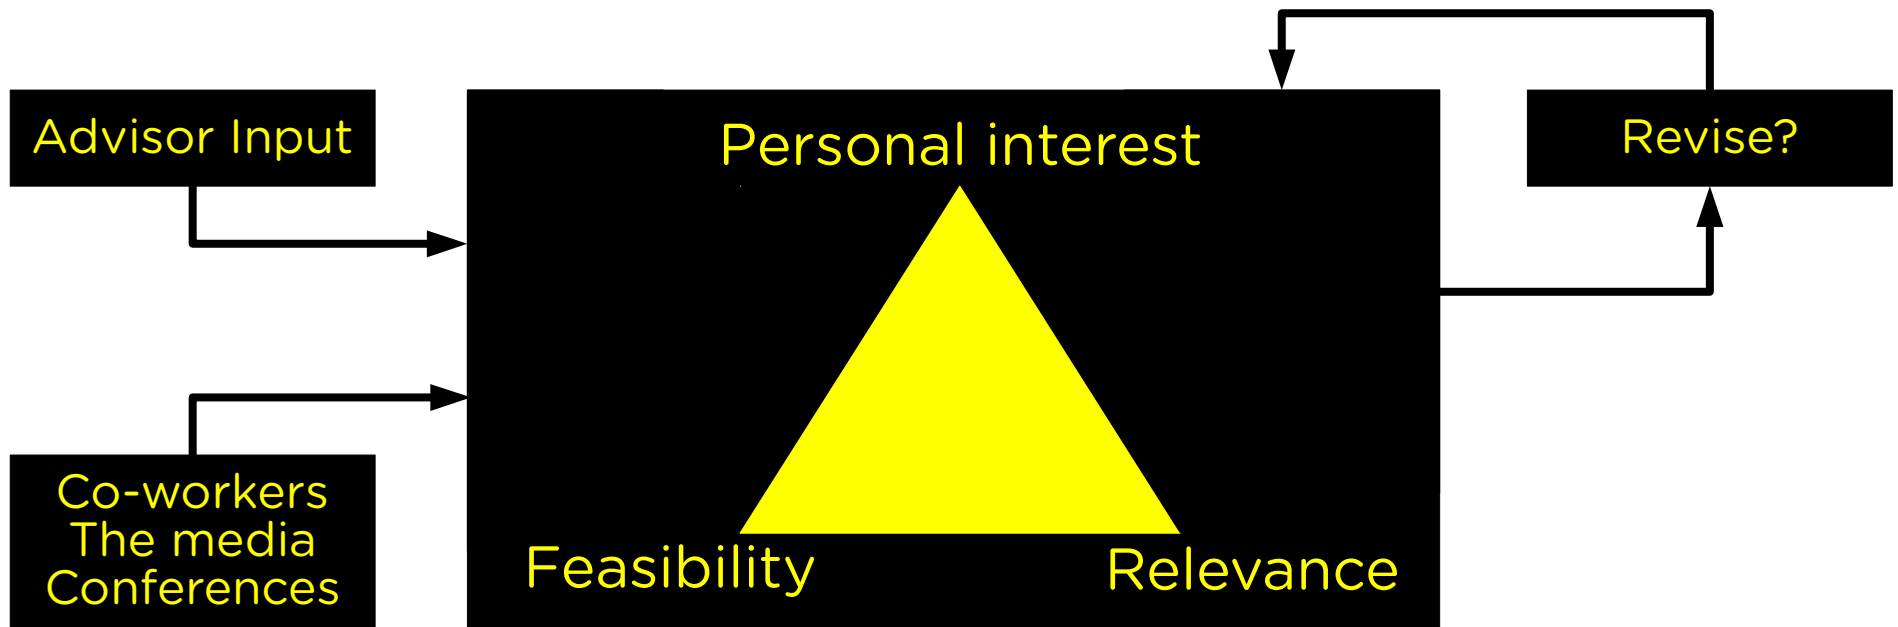 Advisor Input
Personal interest
Revise?
Co-workers
The media
Conferences
Feasibility
Relevance